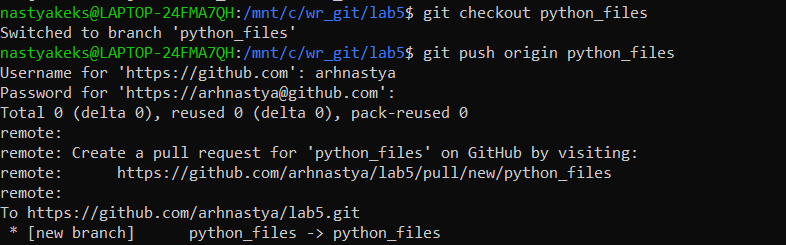 nastyakeks@LAPTOP-24FMA7QH:/mnt/c/wr_git/lab5$ git checkout python_files
Switched to branch 'python_files'
nastyakeks@LAPTOP-24FMA7QH:/mnt/c/wr_git/lab5$ git push origin python_files
Username for 'https://github.com': arhnastya
Password for 'https://arhnastya@github.com':
Total 0 (delta 0), reused 0 (delta 0), pack-reused 0
remote:
remote: Create a pull request for 'python_files' on GitHub by visiting:
remote:      https://github.com/arhnastya/lab5/pull/new/python_files
remote:
To https://github.com/arhnastya/lab5.git
 * [new branch]      python_files -> python_files